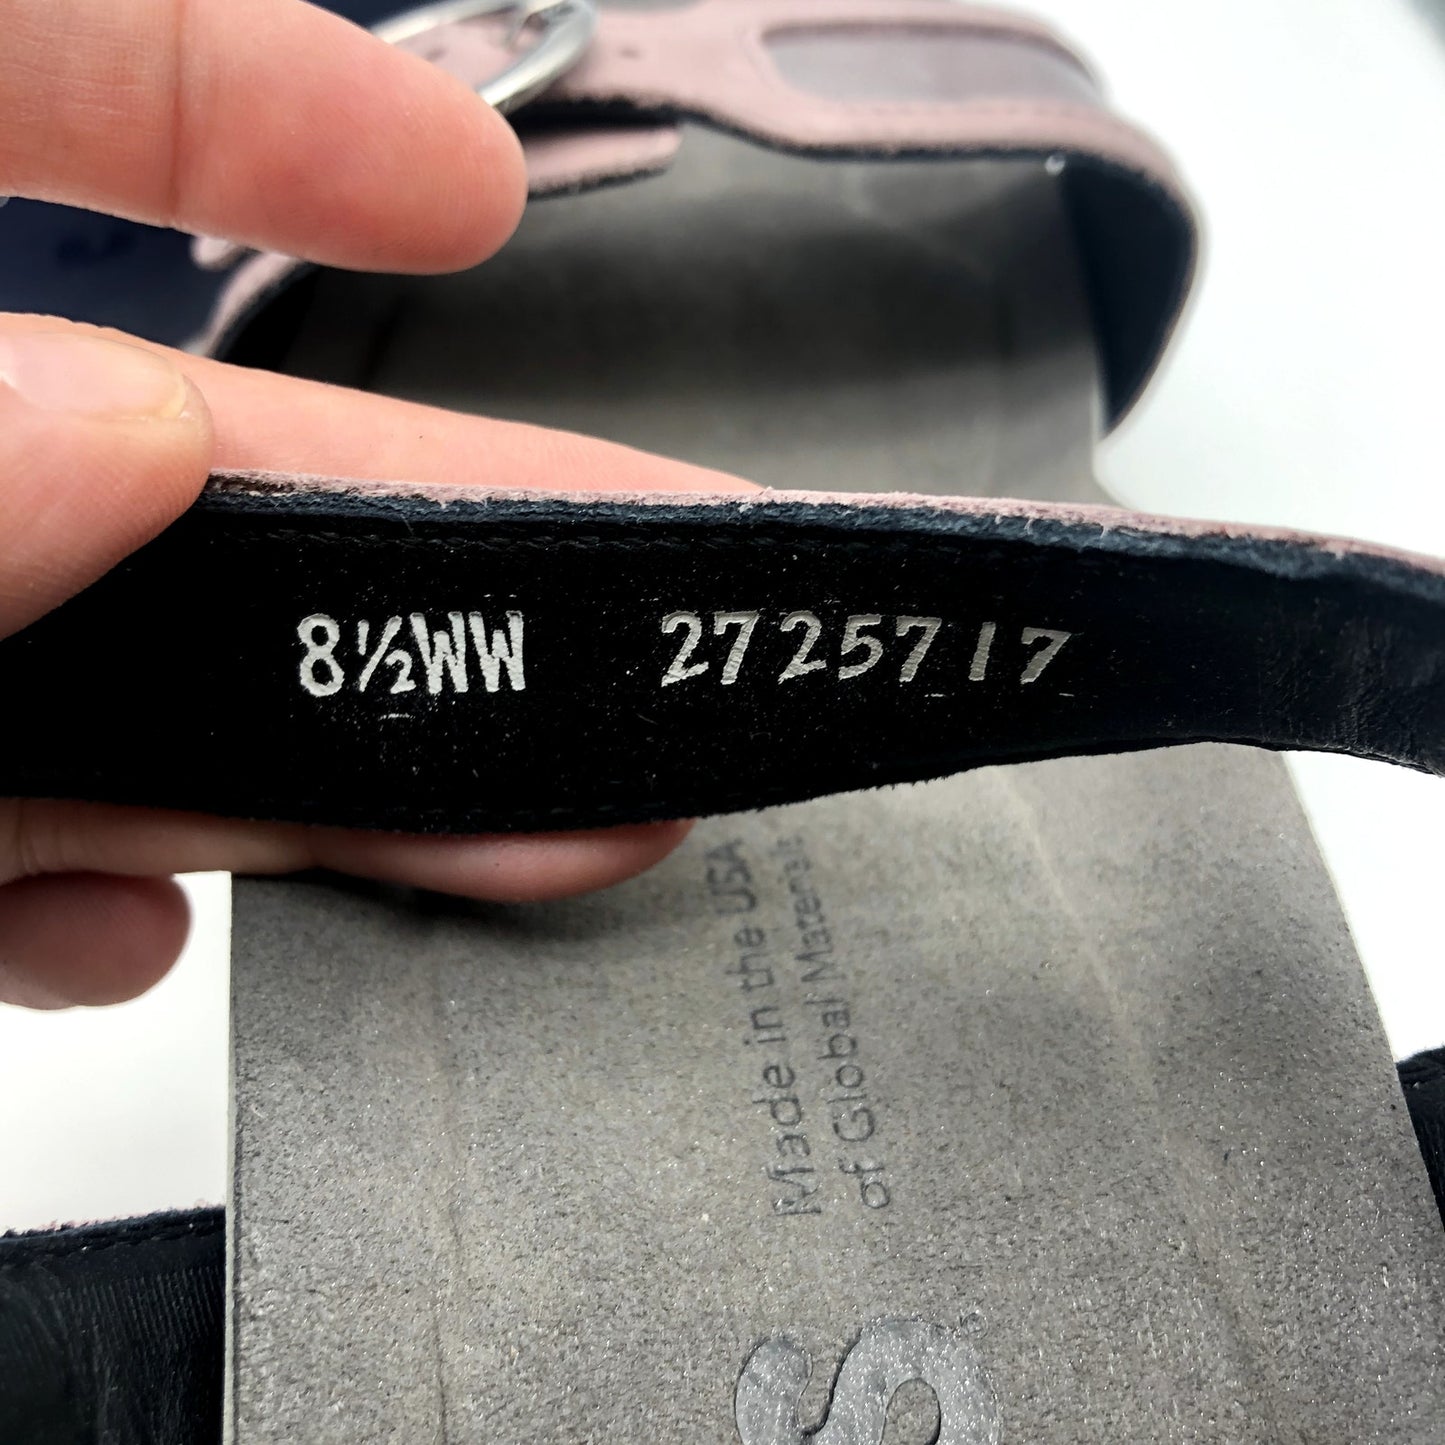 8½WW 2725717
Made in the USA
of Global Materials
S